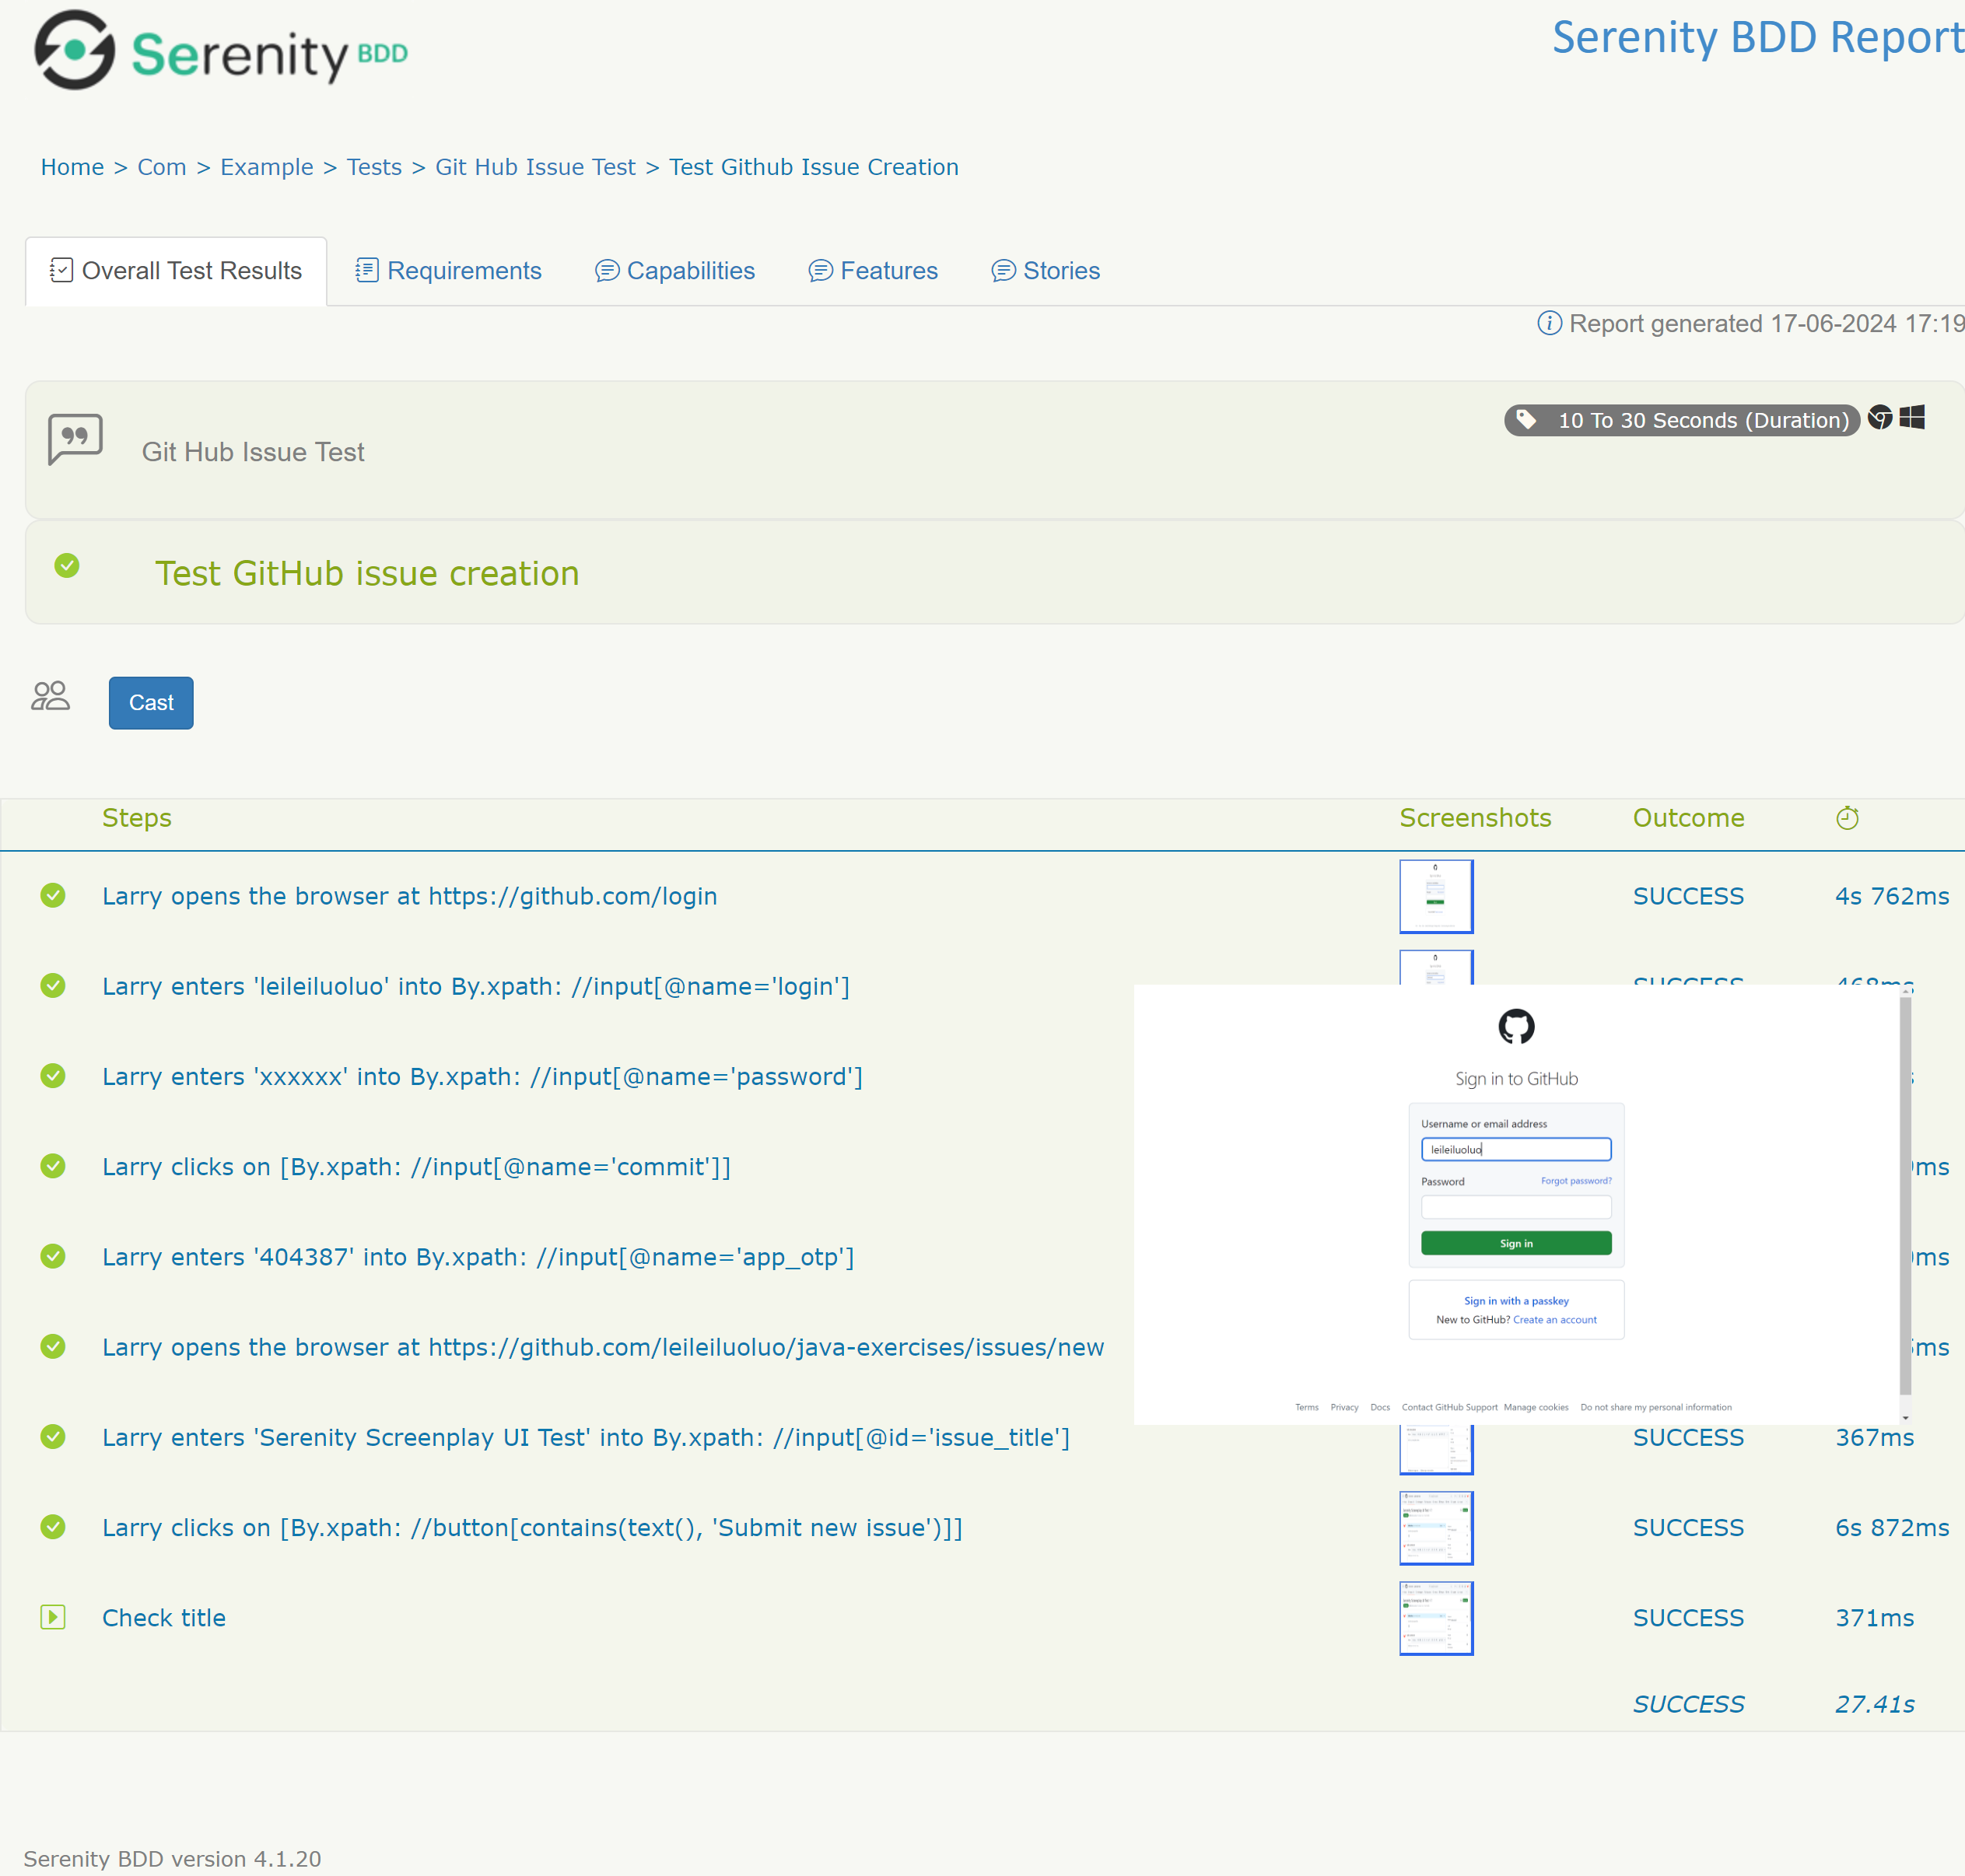 Serenity BDD
Serenity BDD Report
Home > Com > Example > Tests > Git Hub Issue Test > Test Github Issue Creation
Overall Test Results
Requirements
Capabilities
Features
Stories
Report generated 17-06-2024 17:19
Git Hub Issue Test
10 To 30 Seconds (Duration)
Test GitHub issue creation
Cast
Steps Screenshots Outcome
Larry opens the browser at https://github.com/login SUCCESS 4s 762ms
Larry enters 'leileiluoluo' into By.xpath: //input[@name='login'] SUCCESS 468ms
Larry enters 'xxxxxx' into By.xpath: //input[@name='password']
Larry clicks on [By.xpath: //input[@name='commit']] ms
Larry enters '404387' into By.xpath: //input[@name='app_otp'] ms
Larry opens the browser at https://github.com/leileiluoluo/java-exercises/issues/new ms
Sign in to GitHub
Username or email address
leileiluoluo
Password Forgot password?
Sign in
Sign in with a passkey
New to GitHub? Create an account
Terms Privacy Docs Contact GitHub Support Manage cookies Do not share my personal information
Larry enters 'Serenity Screenplay UI Test' into By.xpath: //input[@id='issue_title'] SUCCESS 367ms
Larry clicks on [By.xpath: //button[contains(text(), 'Submit new issue')]] SUCCESS 6s 872ms
Check title SUCCESS 371ms
SUCCESS 27.41s
Serenity BDD version 4.1.20